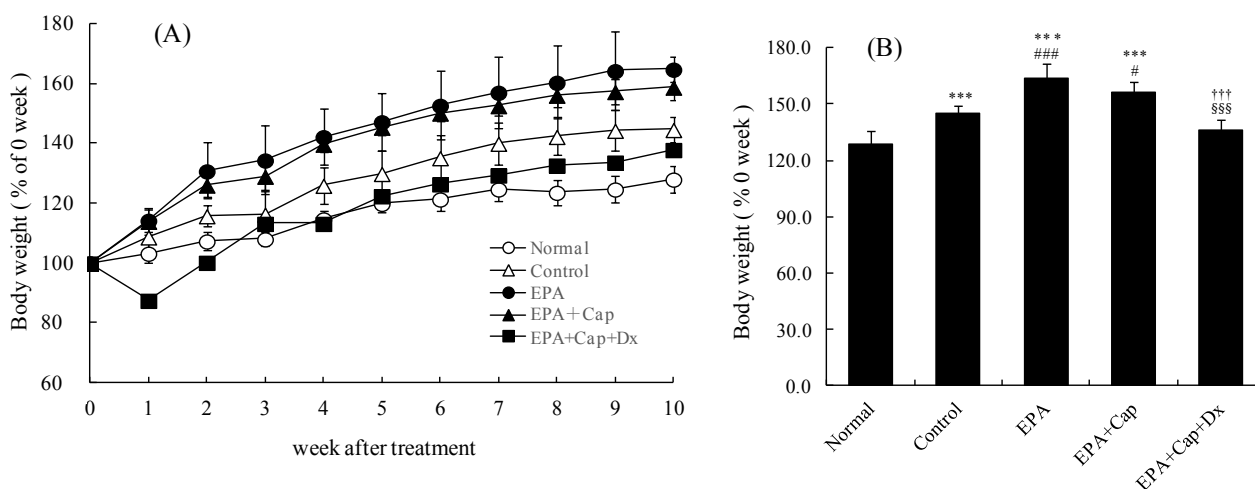 (A)
Body weight ( % of 0 week )
180
160
140
120
100
80
60
0 1 2 3 4 5 6 7 8 9 10
week after treatment
Normal
Control
EPA
EPA+Cap
EPA+Cap+Dx
(B)
Body weight ( % 0 week )
180.0
150.0
120.0
90.0
60.0
30.0
0.0
***
***
###
***
#
†††
§§§
Normal
Control
EPA
EPA+Cap
EPA+Cap+Dx